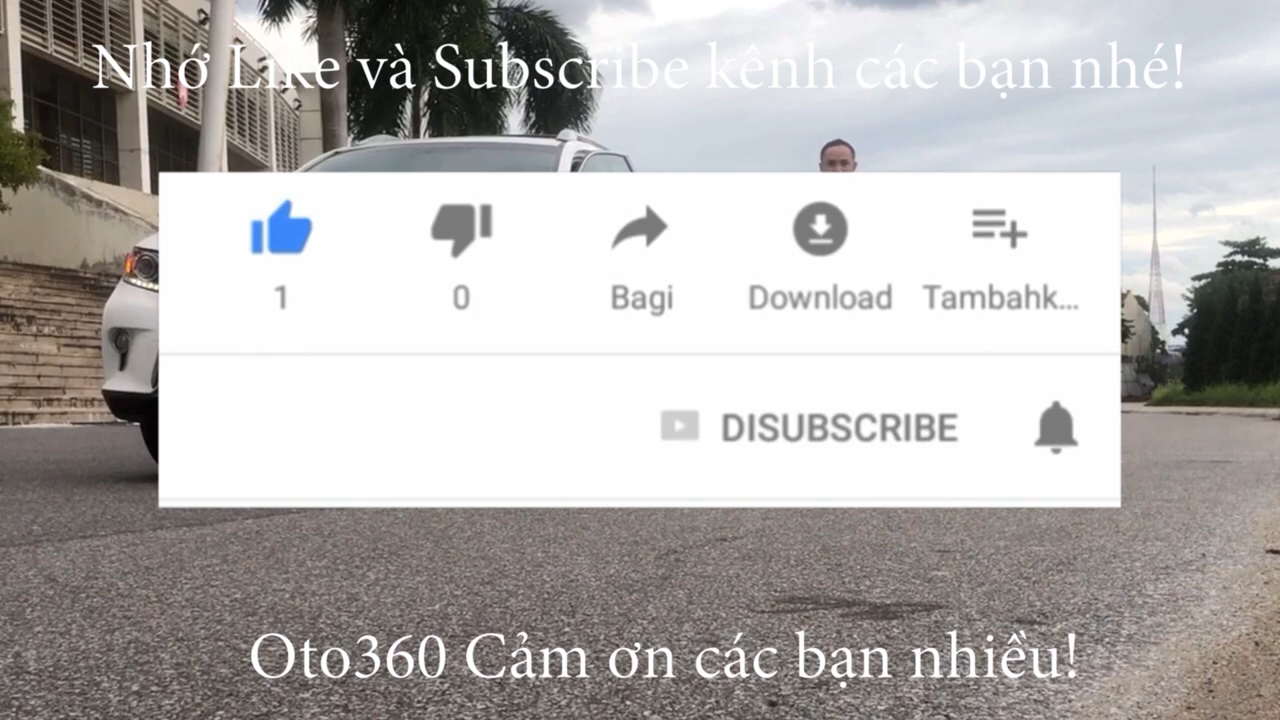 Nhớ Like và Subscribe kênh các bạn nhé!
1 0 Bagi Download Tambahk...
DISUBSCRIBE
Oto360 Cảm ơn các bạn nhiều!